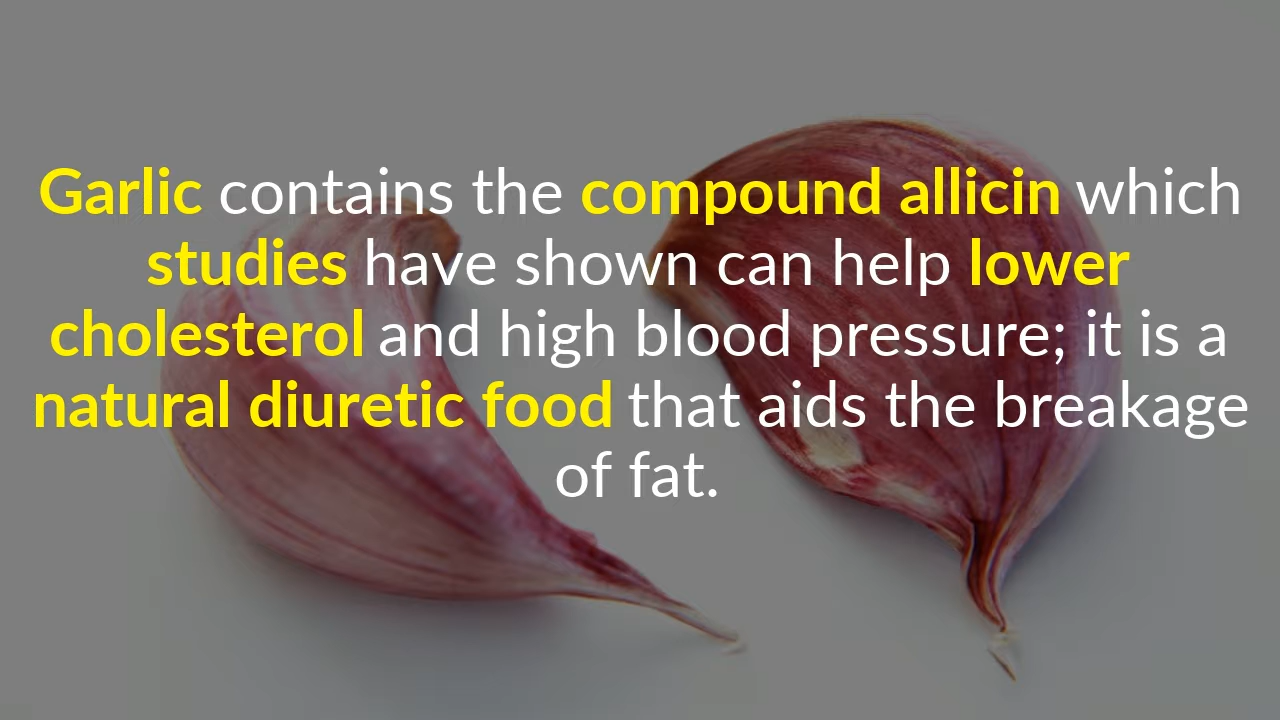 Garlic contains the compound allicin which
studies have shown can help lower
cholesterol and high blood pressure; it is a
natural diuretic food that aids the breakage
of fat.